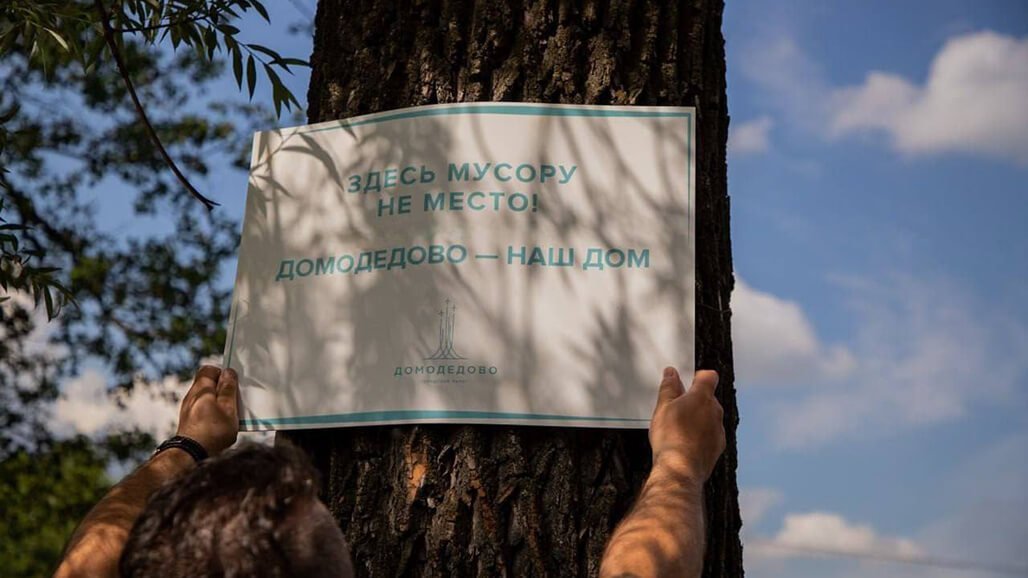 ЗДЕСЬ МУСОРУ
НЕ МЕСТО!
ДОМОДЕДОВО — НАШ ДОМ
ДОМОДЕДОВО